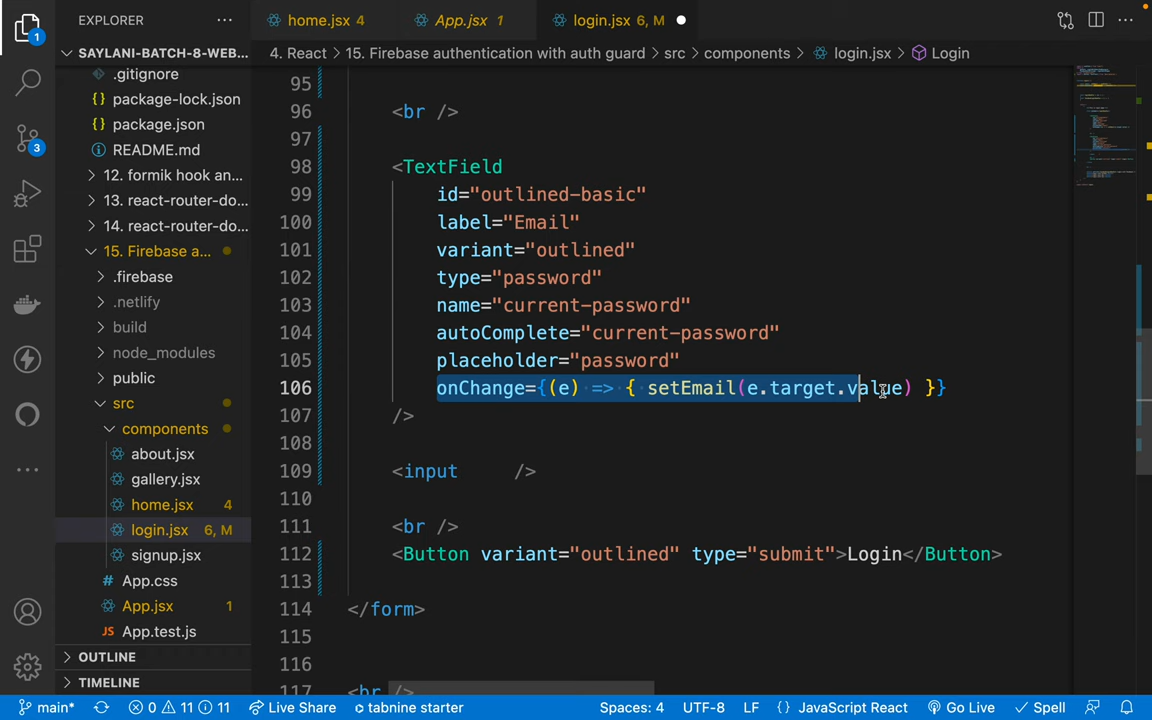 EXPLORER
home.jsx 4
App.jsx 1
login.jsx 6, M
SAYLANI-BATCH-8-WEB...
4. React > 15. Firebase authentication with auth guard > src > components > login.jsx > Login
1
3
.gitignore
package-lock.json
package.json
README.md
12. formik hook an...
13. react-router-do...
14. react-router-do...
15. Firebase a...
.firebase
.netlify
build
node_modules
public
src
components
about.jsx
gallery.jsx
home.jsx 4
login.jsx 6, M
signup.jsx
App.css
App.jsx 1
JS App.test.js
OUTLINE
TIMELINE
95
96 <br />
97
98 <TextField
99 id="outlined-basic"
100 label="Email"
101 variant="outlined"
102 type="password"
103 name="current-password"
104 autoComplete="current-password"
105 placeholder="password"
106 onChange={(e) => { setEmail(e.target.value) }}
107 />
108
109 <input />
110
111 <br />
112 <Button variant="outlined" type="submit">Login</Button>
113
114 </form>
115
116
117 <br />
main* 0 11 11 Live Share tabnine starter Spaces: 4 UTF-8 LF {} JavaScript React Go Live Spell